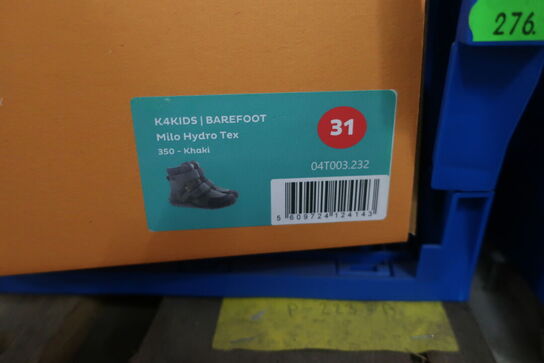 276.
K4KIDS | BAREFOOT
Milo Hydro Tex
350 - Khaki
31
04T003.232
5 609724 124143